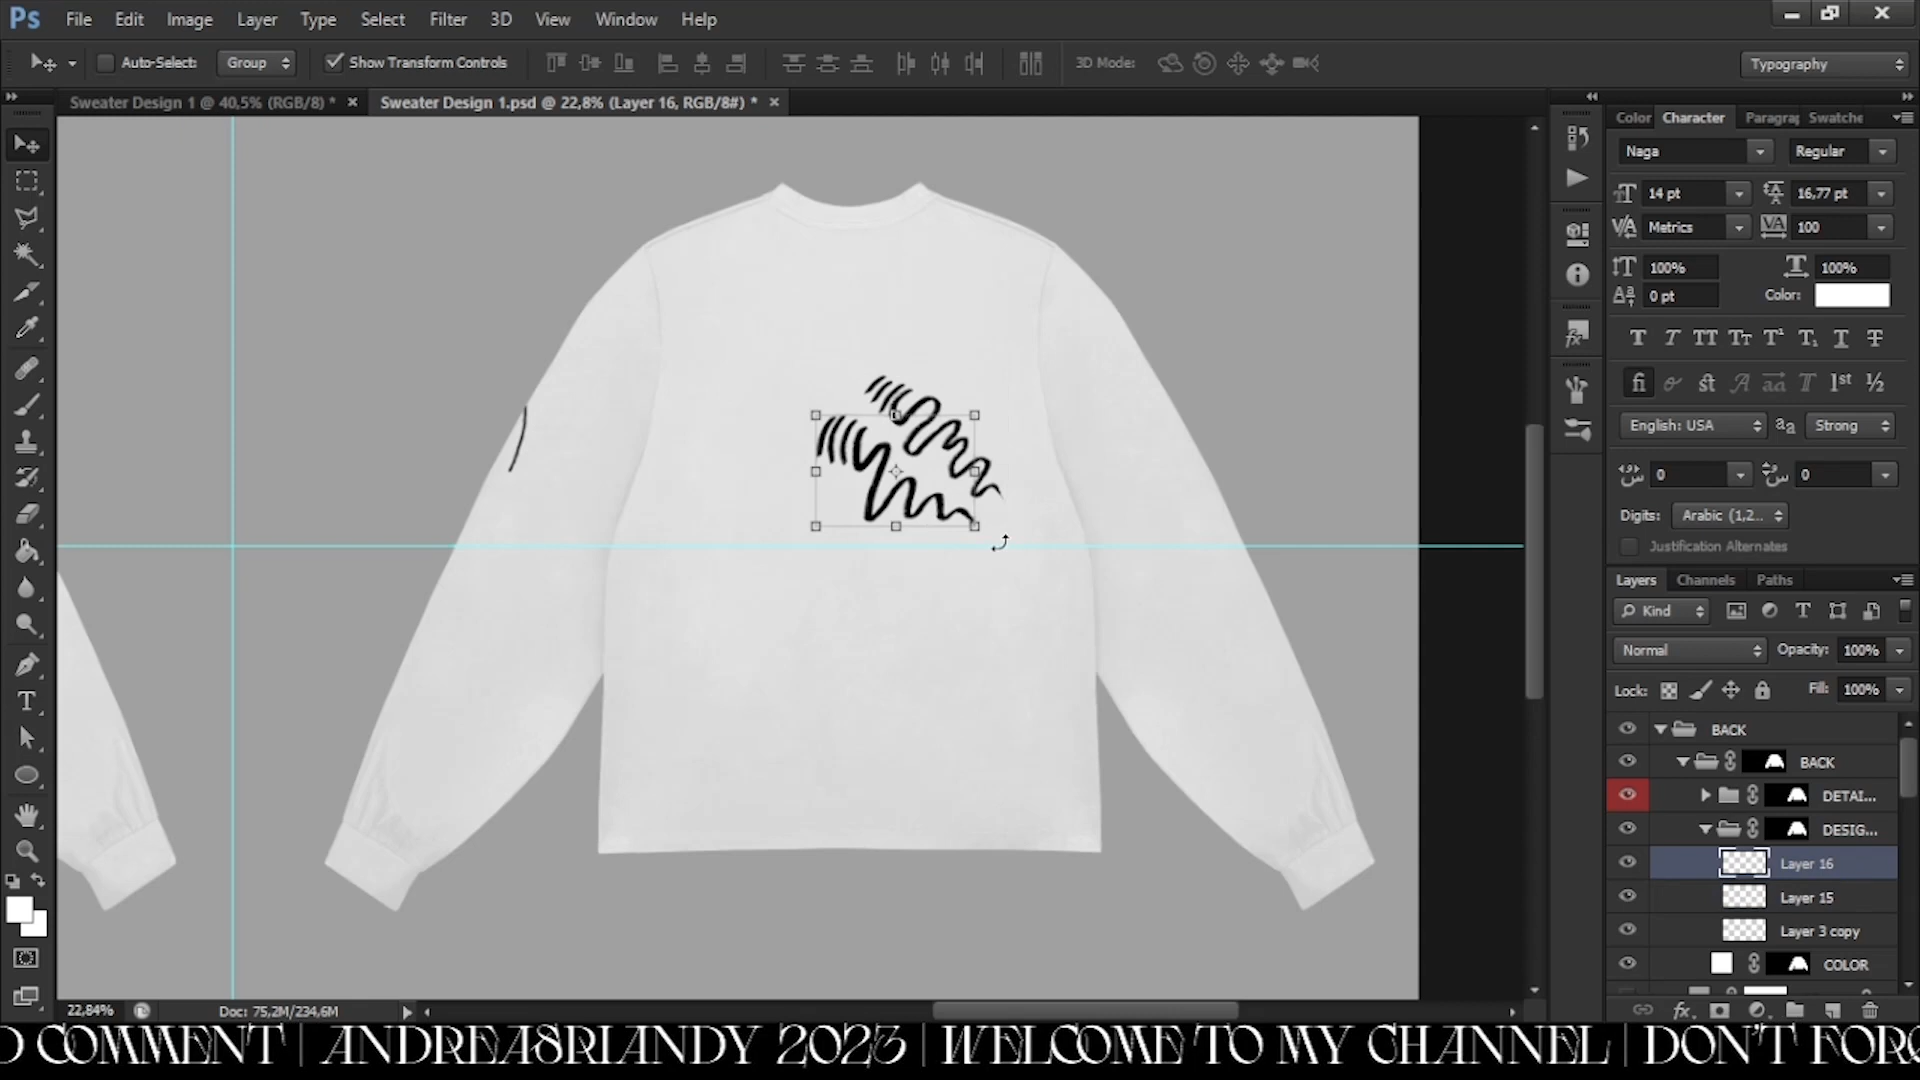 Ps File Edit Image Layer Type Select Filter 3D View Window Help
Auto-Select: Group Show Transform Controls 3D Mode: Typography
Sweater Design 1 @ 40,5% (RGB/8) * × Sweater Design 1.psd @ 22,8% (Layer 16, RGB/8#) * ×
Color Character Paragrap Swatche
Naga Regular
14 pt 16,77 pt
Metrics 100
100% 100%
0 pt Color:
English: USA aa Strong
0 0
Digits: Arabic (1,2...
Justification Alternates
Layers Channels Paths
Kind
Normal Opacity: 100%
Lock: Fill: 100%
BACK
BACK
DETAI...
DESIG...
Layer 16
Layer 15
Layer 3 copy
COLOR
22,84% Doc: 75,2M/234,6M
D COMMENT | ANDREASRIANDY 2023 | WELCOME TO MY CHANNEL | DON'T FORG